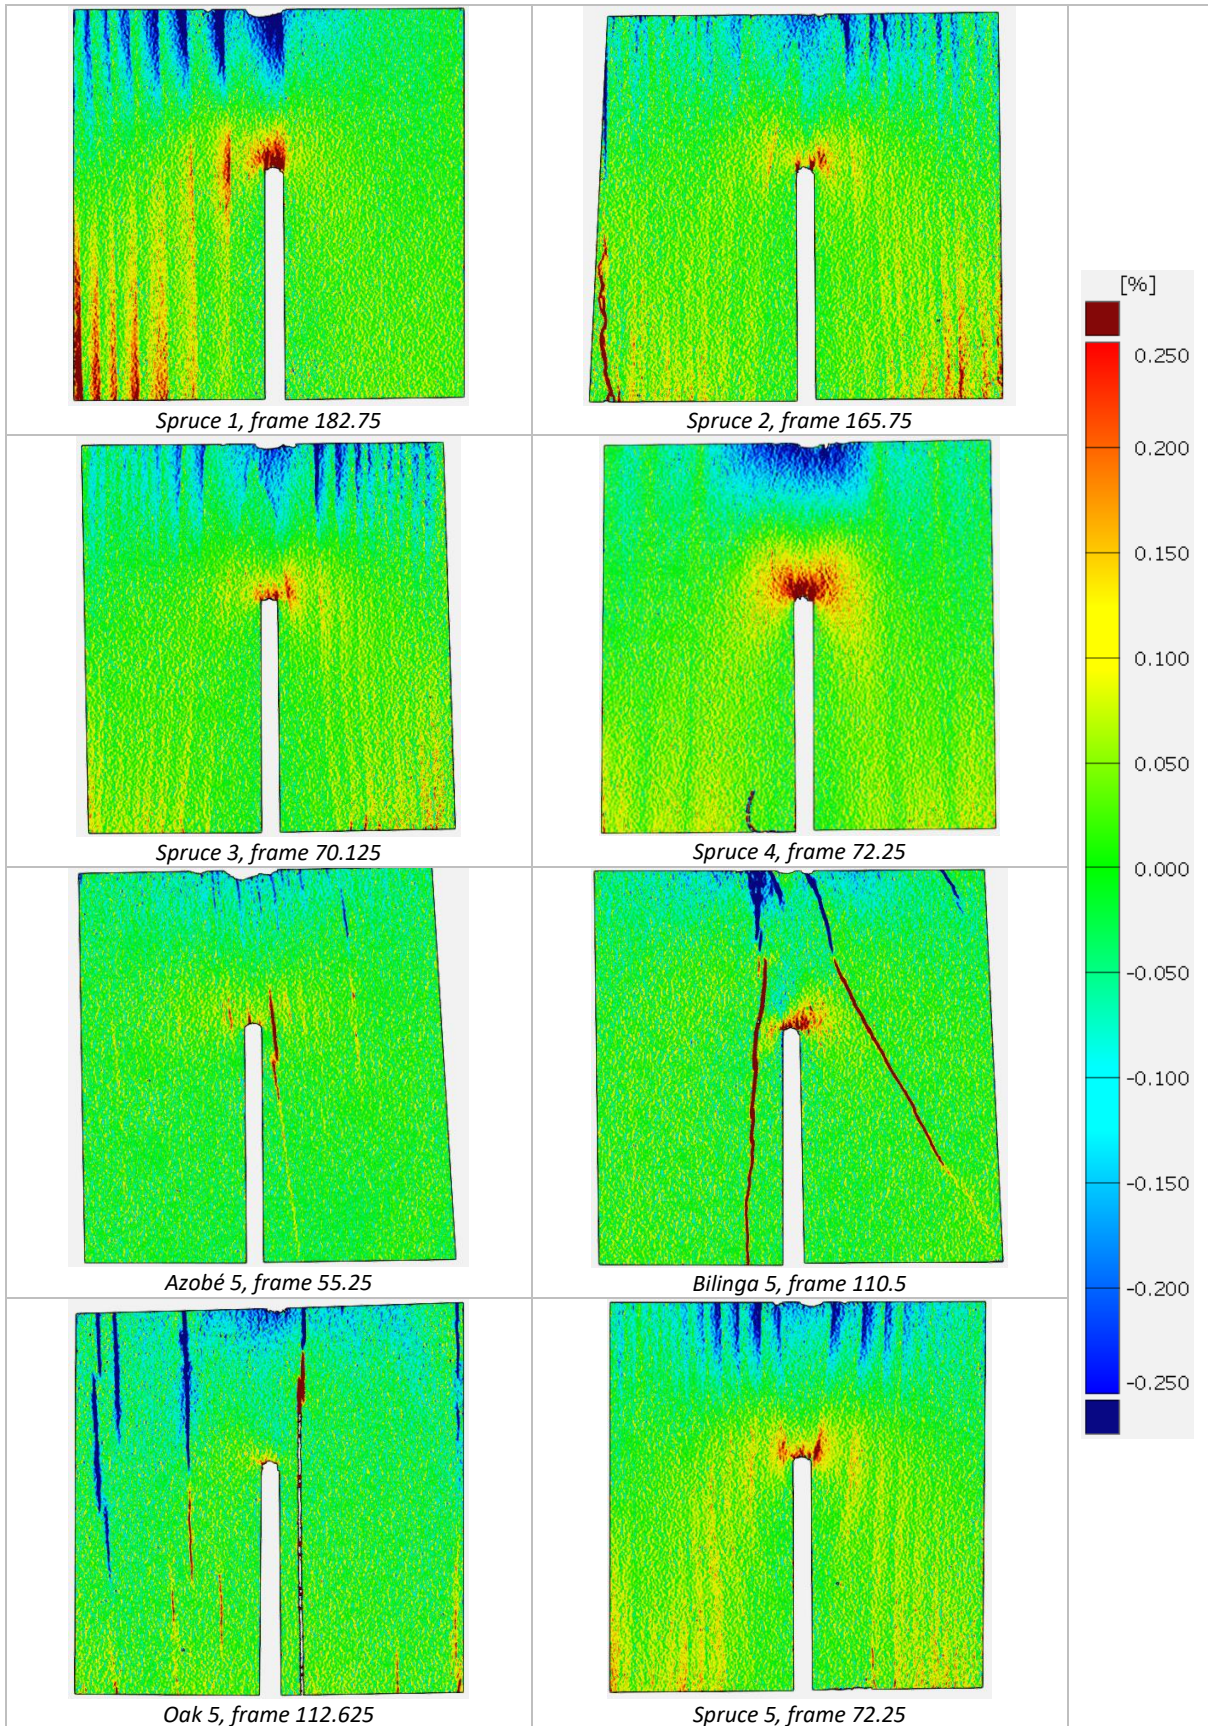 Spruce 1, frame 182.75
Spruce 2, frame 165.75
Spruce 3, frame 70.125
Spruce 4, frame 72.25
Azobé 5, frame 55.25
Bilinga 5, frame 110.5
Oak 5, frame 112.625
Spruce 5, frame 72.25
[%]
0.250
0.200
0.150
0.100
0.050
0.000
-0.050
-0.100
-0.150
-0.200
-0.250